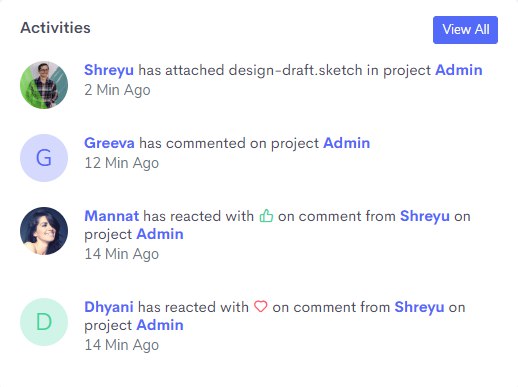 Activities
View All
Shreyu has attached design-draft.sketch in project Admin
2 Min Ago
G
Greeva has commented on project Admin
12 Min Ago
Mannat has reacted with on comment from Shreyu on
project Admin
14 Min Ago
D
Dhyani has reacted with on comment from Shreyu on
project Admin
14 Min Ago